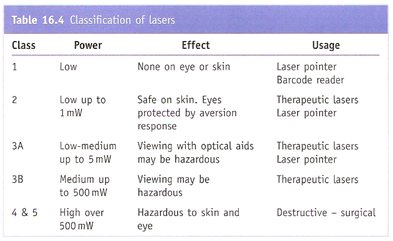 Table 16.4 Classification of lasers
Class Power Effect Usage
1 Low None on eye or skin Laser pointer
Barcode reader
2 Low up to Safe on skin. Eyes Therapeutic lasers
1 mW protected by aversion Laser pointer
response
3A Low-medium Viewing with optical aids Therapeutic lasers
up to 5 mW may be hazardous Laser pointer
3B Medium up Viewing may be Therapeutic lasers
to 500 mW hazardous
4 & 5 High over Hazardous to skin and Destructive – surgical
500 mW eye